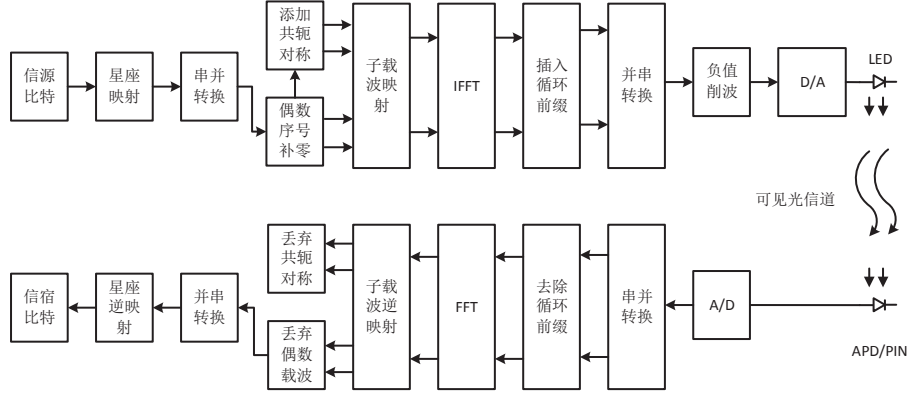 信源
比特
星座
映射
串并
转换
添加
共轭
对称
偶数
序号
补零
子载
波映
射
IFFT
插入
循环
前缀
并串
转换
负值
削波
D/A
LED
可见光信道
信宿
比特
星座
逆映
射
并串
转换
丢弃
共轭
对称
丢弃
偶数
载波
子载
波逆
映射
FFT
去除
循环
前缀
串并
转换
A/D
APD/PIN